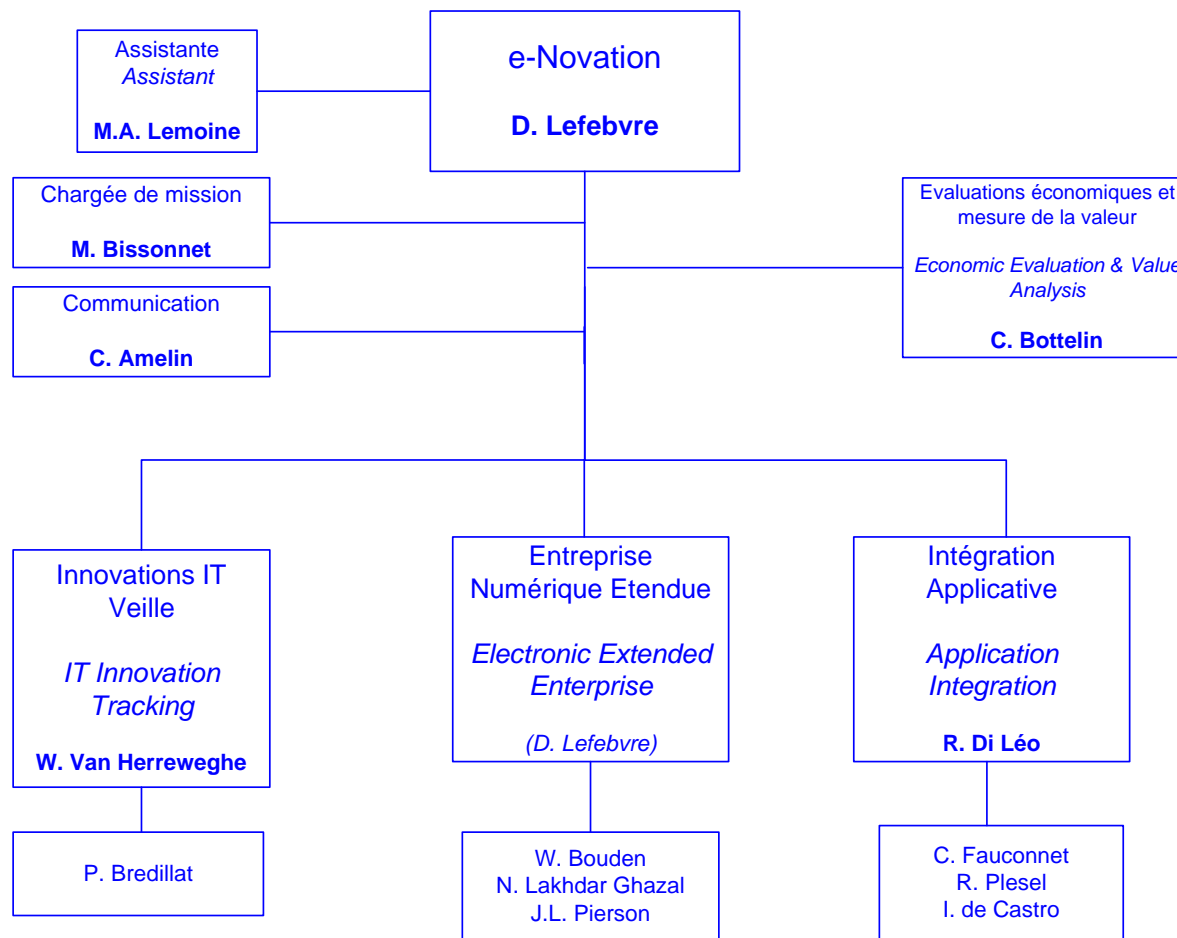 Assistante
Assistant
M.A. Lemoine
e-Novation
D. Lefebvre
Chargée de mission
M. Bissonnet
Communication
C. Amelin
Evaluations économiques et
mesure de la valeur
Economic Evaluation & Value
Analysis
C. Bottelin
Innovations IT
Veille
IT Innovation
Tracking
W. Van Herreweghe
Entreprise
Numérique Etendue
Electronic Extended
Enterprise
(D. Lefebvre)
Intégration
Applicative
Application
Integration
R. Di Léo
P. Bredillat
W. Bouden
N. Lakhdar Ghazal
J.L. Pierson
C. Fauconnet
R. Plesel
I. de Castro